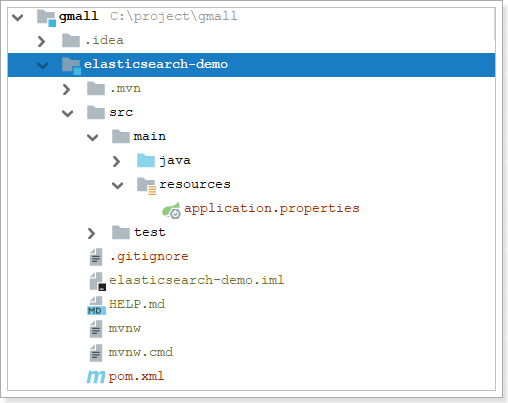 gmall C:\project\gmall
.idea
elasticsearch-demo
.mvn
src
main
java
resources
application.properties
test
.gitignore
elasticsearch-demo.iml
MD HELP.md
mvnw
mvnw.cmd
m pom.xml